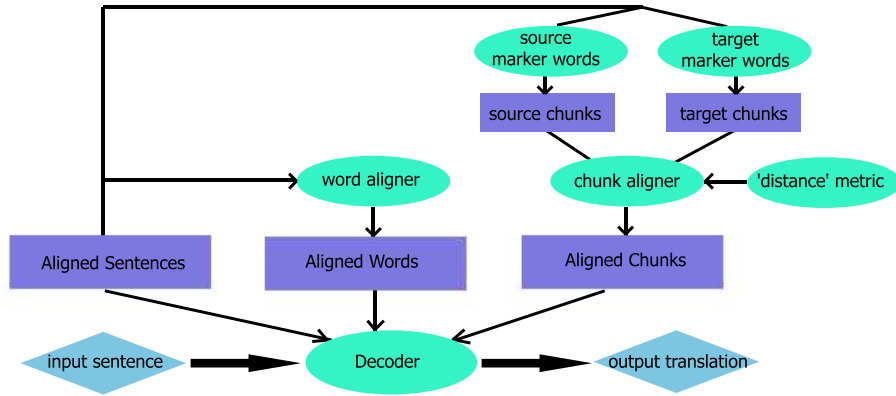 source
marker words
target
marker words
source chunks
target chunks
word aligner
chunk aligner
'distance' metric
Aligned Sentences
Aligned Words
Aligned Chunks
input sentence
Decoder
output translation